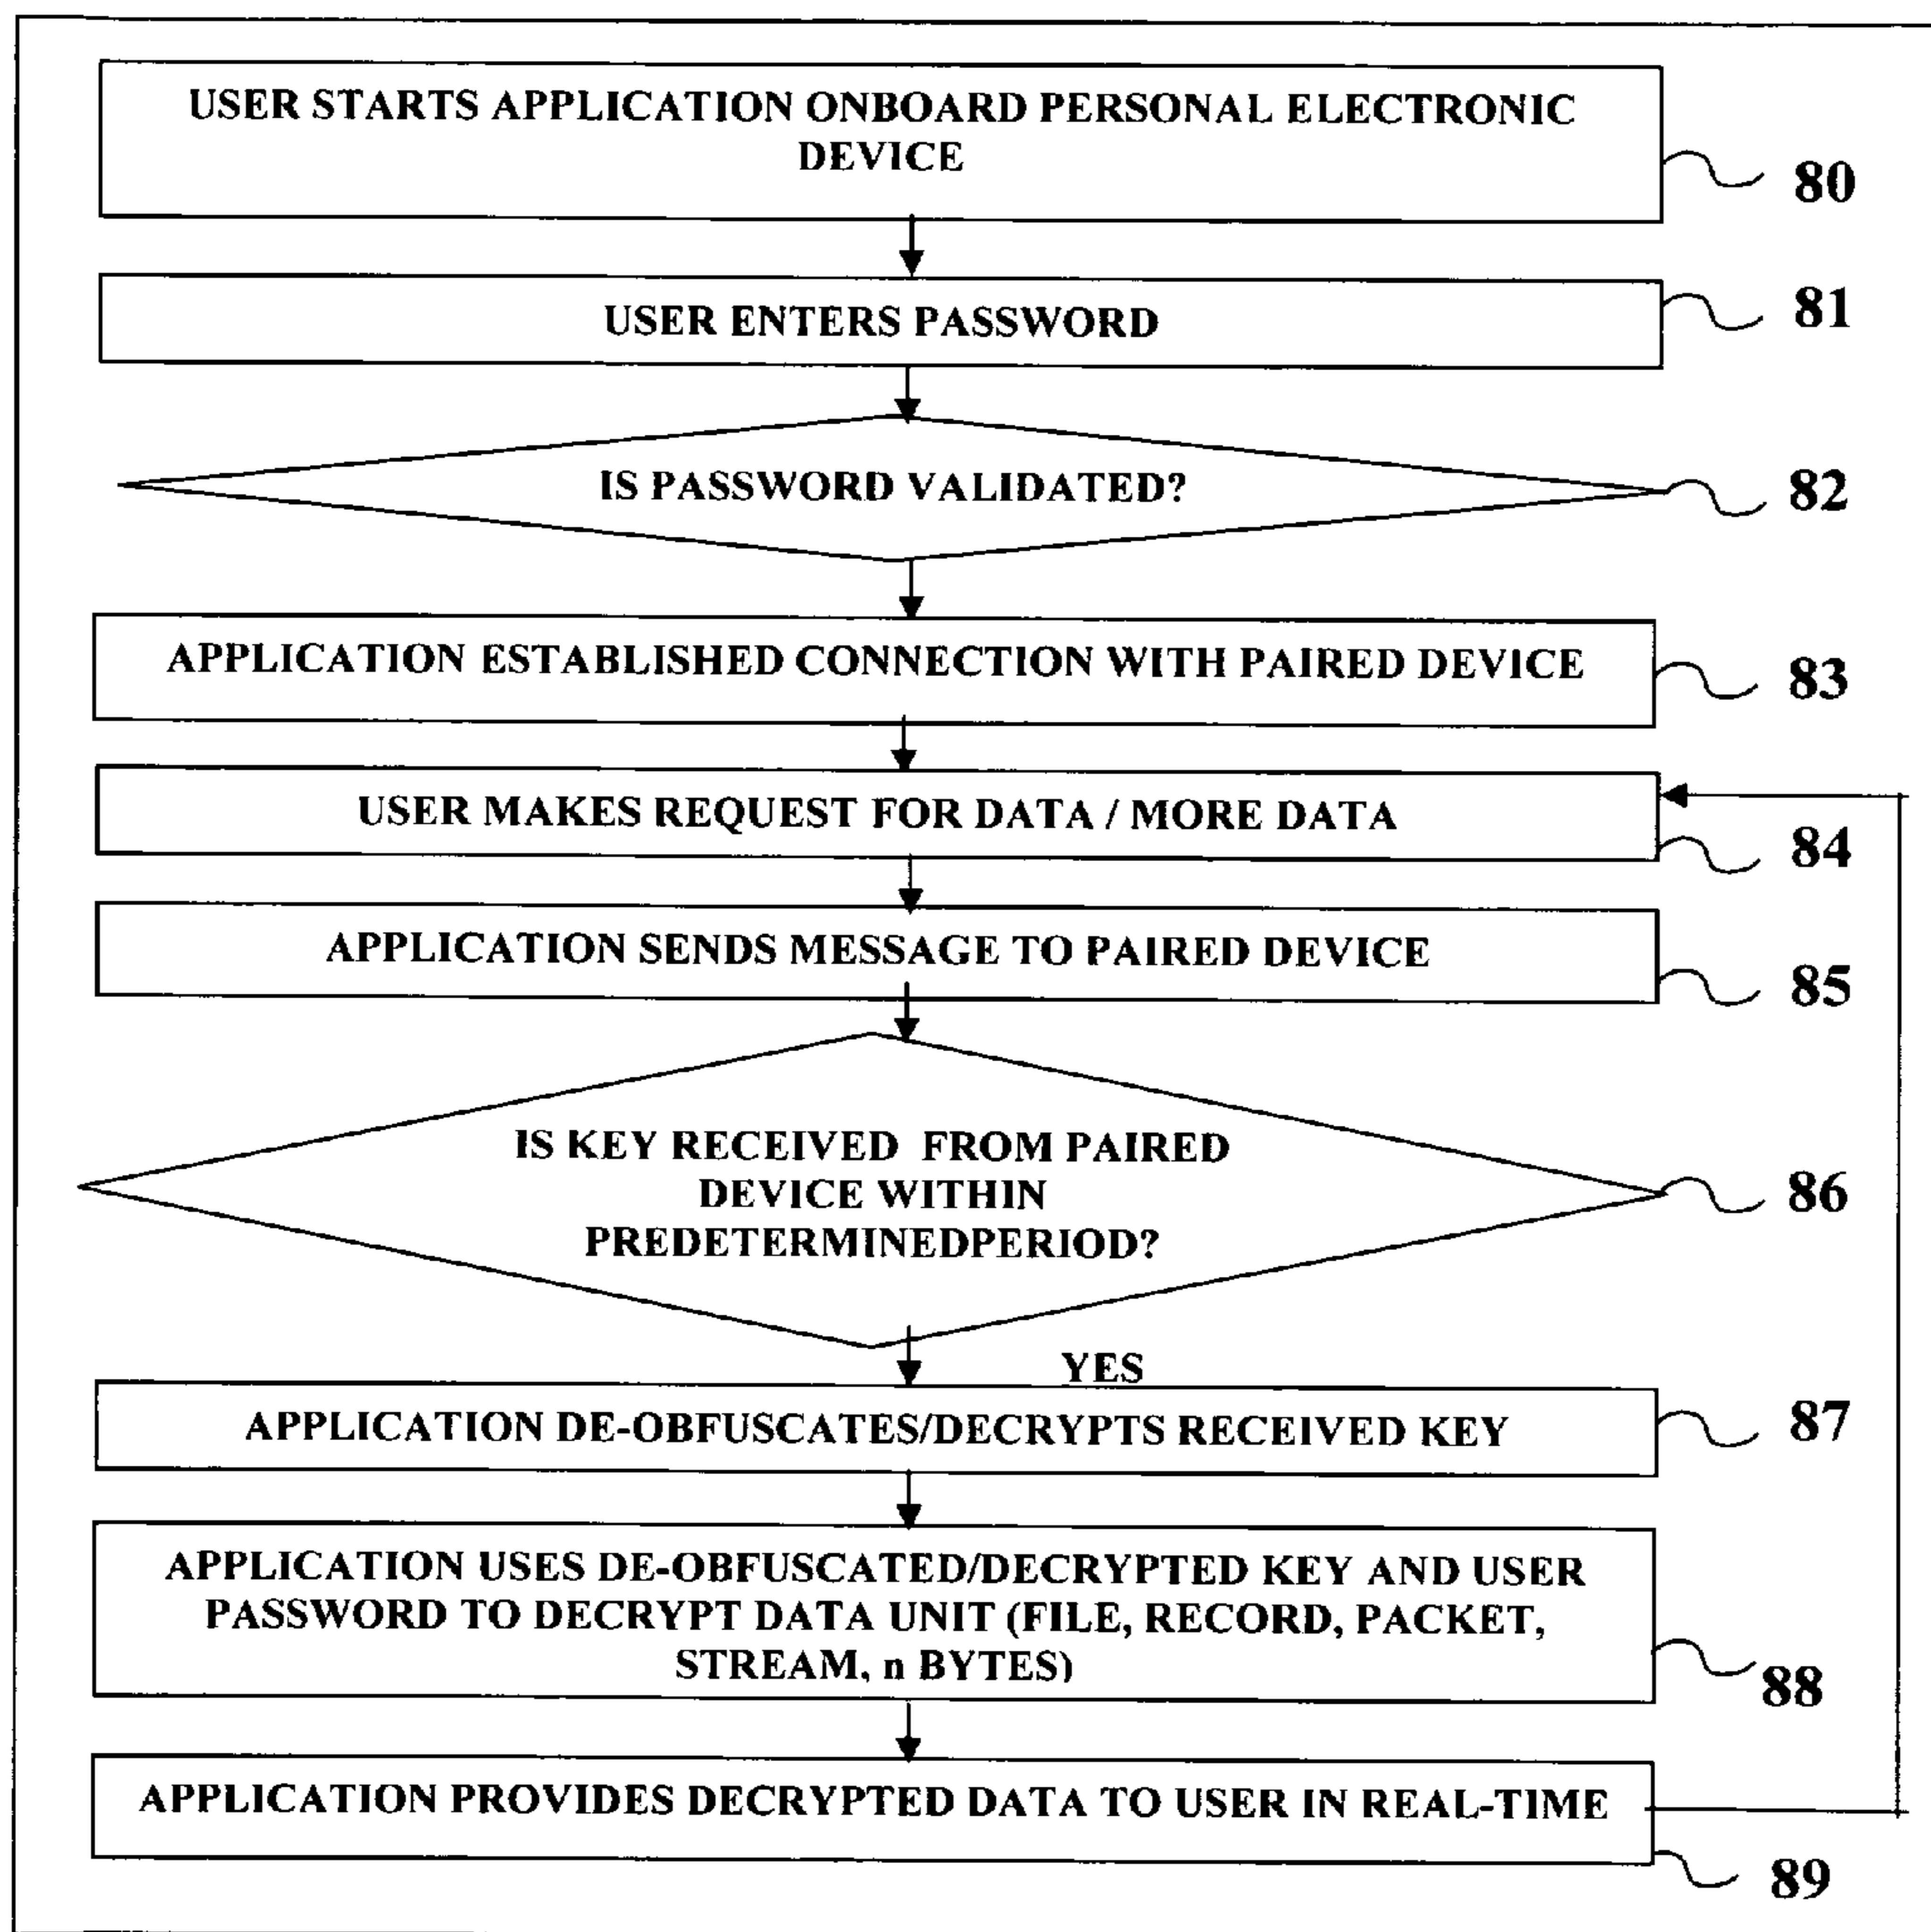 USER STARTS APPLICATION ONBOARD PERSONAL ELECTRONIC
DEVICE
80
USER ENTERS PASSWORD
81
IS PASSWORD VALIDATED?
82
APPLICATION ESTABLISHED CONNECTION WITH PAIRED DEVICE
83
USER MAKES REQUEST FOR DATA / MORE DATA
84
APPLICATION SENDS MESSAGE TO PAIRED DEVICE
85
IS KEY RECEIVED FROM PAIRED
DEVICE WITHIN
PREDETERMINEDPERIOD?
86
YES
APPLICATION DE-OBFUSCATES/DECRYPTS RECEIVED KEY
87
APPLICATION USES DE-OBFUSCATED/DECRYPTED KEY AND USER
PASSWORD TO DECRYPT DATA UNIT (FILE, RECORD, PACKET,
STREAM, n BYTES)
88
APPLICATION PROVIDES DECRYPTED DATA TO USER IN REAL-TIME
89